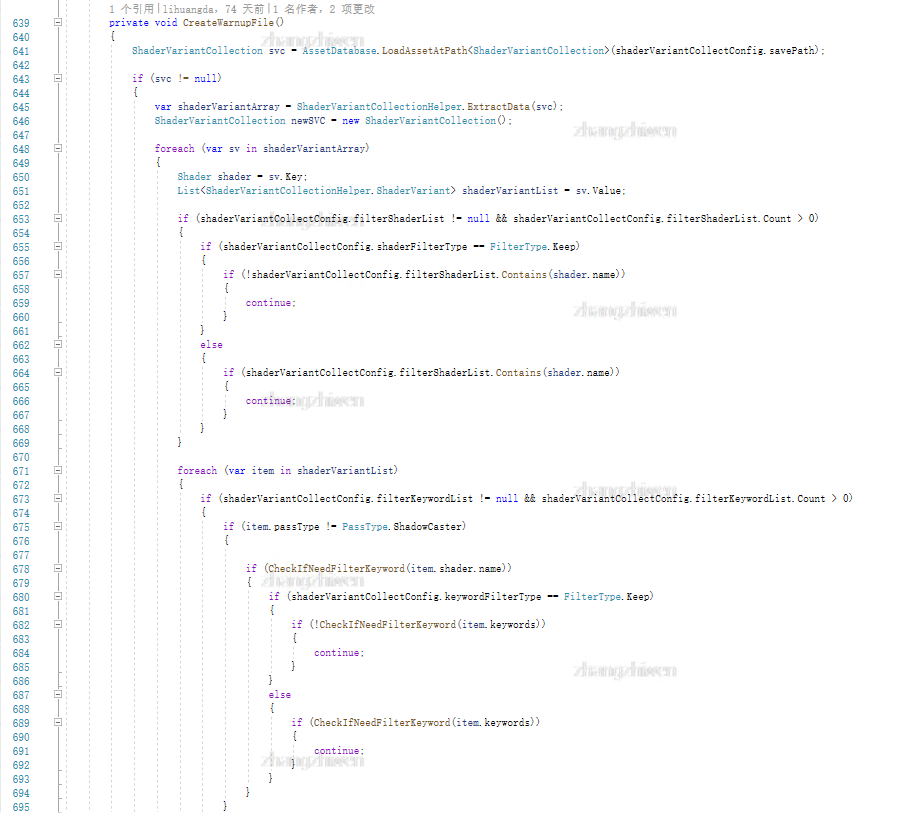 1 个引用|lihuangda，74 天前|1 名作者，2 项更改
639 private void CreateWarnupFile()
640 {
641 ShaderVariantCollection svc = AssetDatabase.LoadAssetAtPath<ShaderVariantCollection>(shaderVariantCollectConfig.savePath);
642
643 if (svc != null)
644 {
645 var shaderVariantArray = ShaderVariantCollectionHelper.ExtractData(svc);
646 ShaderVariantCollection newSVC = new ShaderVariantCollection();
647
648 foreach (var sv in shaderVariantArray)
649 {
650 Shader shader = sv.Key;
651 List<ShaderVariantCollectionHelper.ShaderVariant> shaderVariantList = sv.Value;
652
653 if (shaderVariantCollectConfig.filterShaderList != null && shaderVariantCollectConfig.filterShaderList.Count > 0)
654 {
655 if (shaderVariantCollectConfig.shaderFilterType == FilterType.Keep)
656 {
657 if (!shaderVariantCollectConfig.filterShaderList.Contains(shader.name))
658 {
659 continue;
660 }
661 }
662 else
663 {
664 if (shaderVariantCollectConfig.filterShaderList.Contains(shader.name))
665 {
666 continue;
667 }
668 }
669 }
670
671 foreach (var item in shaderVariantList)
672 {
673 if (shaderVariantCollectConfig.filterKeywordList != null && shaderVariantCollectConfig.filterKeywordList.Count > 0)
674 {
675 if (item.passType != PassType.ShadowCaster)
676 {
677
678 if (CheckIfNeedFilterKeyword(item.shader.name))
679 {
680 if (shaderVariantCollectConfig.keywordFilterType == FilterType.Keep)
681 {
682 if (!CheckIfNeedFilterKeyword(item.keywords))
683 {
684 continue;
685 }
686 }
687 else
688 {
689 if (CheckIfNeedFilterKeyword(item.keywords))
690 {
691 continue;
692 }
693 }
694 }
695 }